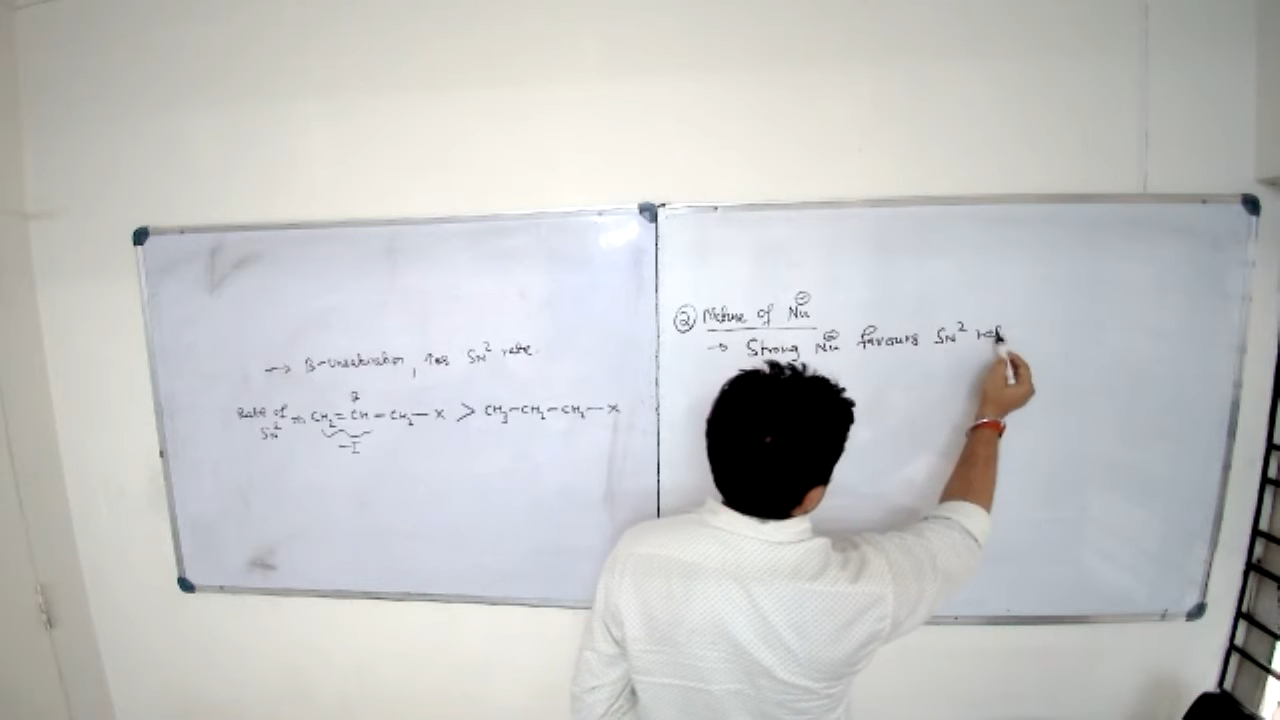 → β-unsaturation, ↑es SN² rate.
β
Rate of SN² ⇒ CH₂=CH-CH₂-X > CH₃-CH₂-CH₂-X
-I
② Nature of Nu⊖
→ Strong Nu⊖ favours SN²